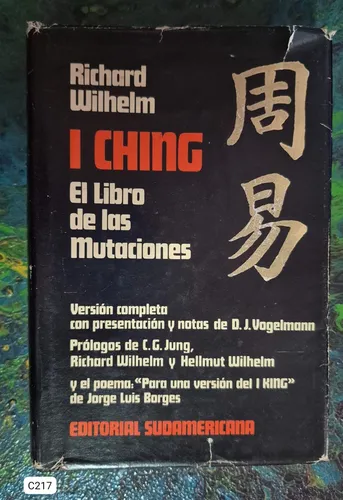 Richard
Wilhelm
I CHING
El Libro
de las
Mutaciones
周
易
Versión completa
con presentación y notas de D.J.Vogelmann
Prólogos de C.G.Jung,
Richard Wilhelm y Hellmut Wilhelm
y el poema: «Para una versión del I KING»
de Jorge Luis Borges
EDITORIAL SUDAMERICANA
C217